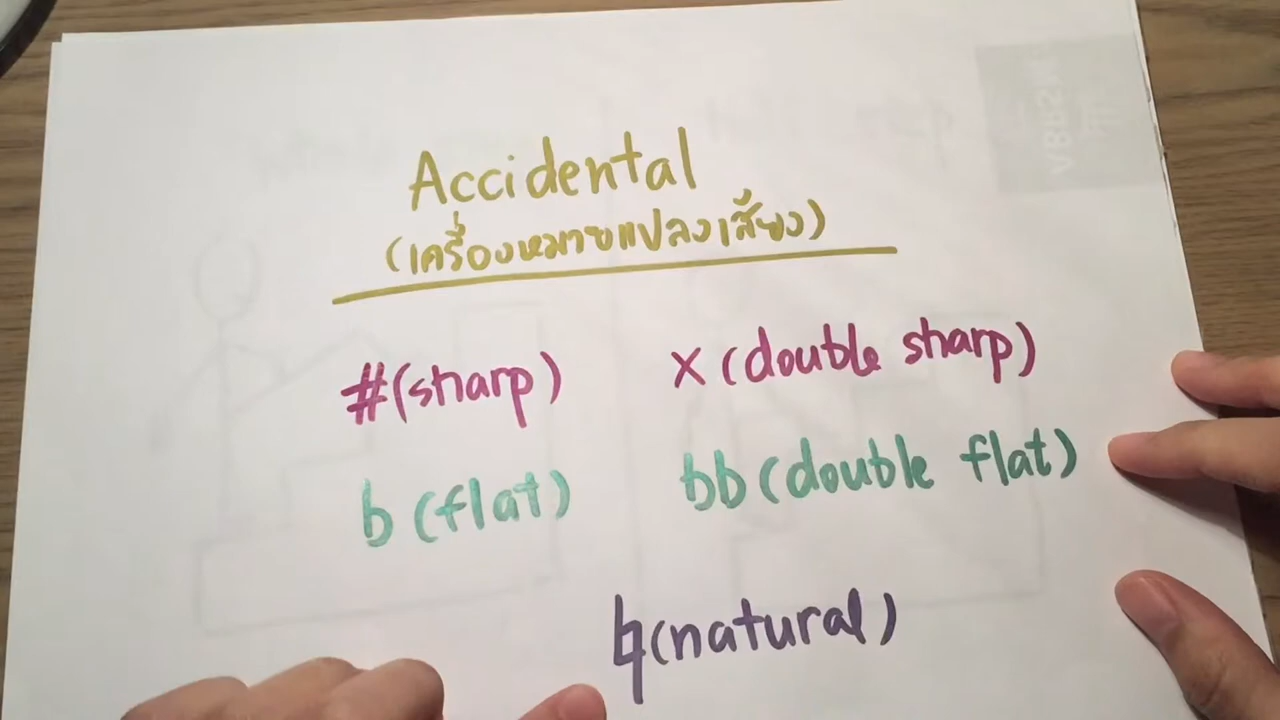 Accidental
(เครื่องหมายแปลงเสียง)
#(sharp) x (double sharp)
b (flat) bb (double flat)
♮(natural)